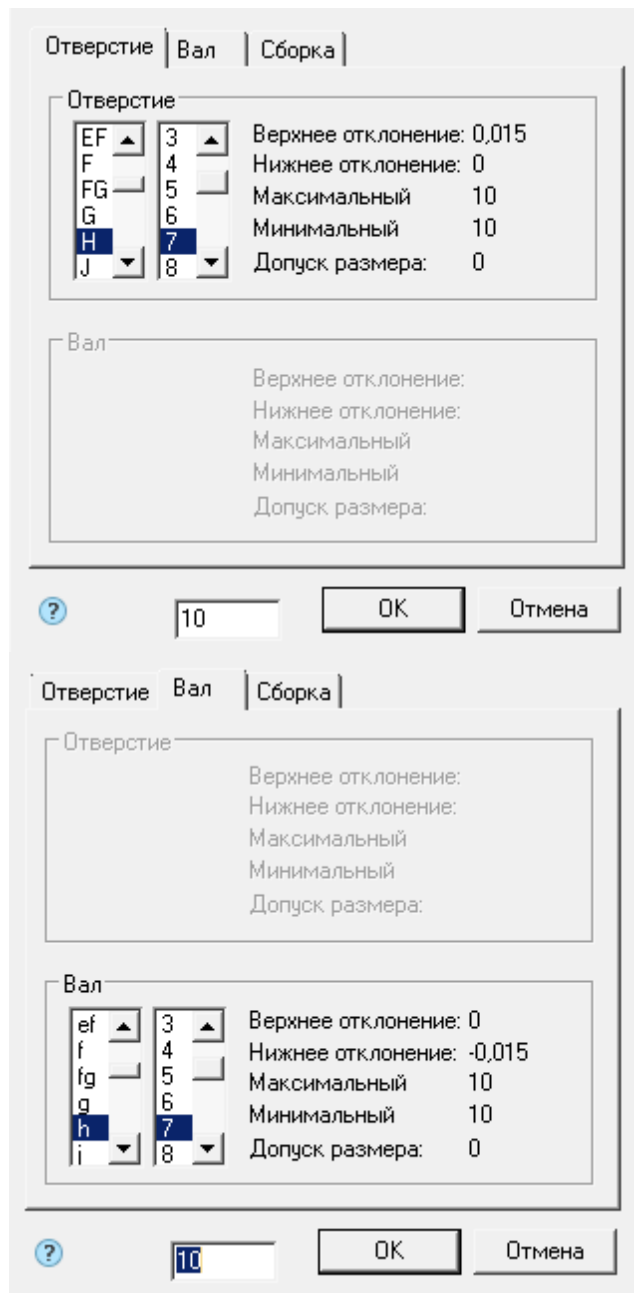 Отверстие Вал Сборка
Отверстие
EF 3 Верхнее отклонение: 0,015
F 4 Нижнее отклонение: 0
FG 5 Максимальный 10
G 6 Минимальный 10
H 7 Допуск размера: 0
J 8
Вал
Верхнее отклонение:
Нижнее отклонение:
Максимальный
Минимальный
Допуск размера:
? 10 OK Отмена
Отверстие Вал Сборка
Отверстие
Верхнее отклонение:
Нижнее отклонение:
Максимальный
Минимальный
Допуск размера:
Вал
ef 3 Верхнее отклонение: 0
f 4 Нижнее отклонение: -0,015
fg 5 Максимальный 10
g 6 Минимальный 10
h 7 Допуск размера: 0
j 8
? 10 OK Отмена